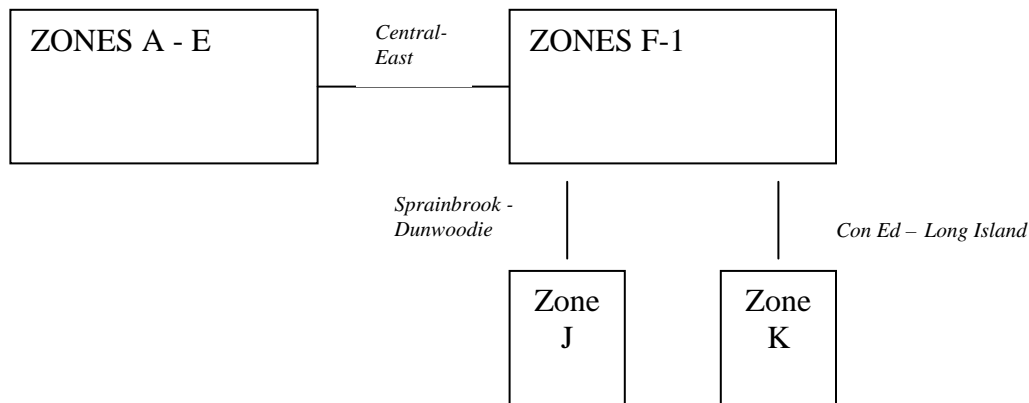 ZONES A - E
Central-
East
ZONES F-1
Sprainbrook -
Dunwoodie
Con Ed – Long Island
Zone
J
Zone
K